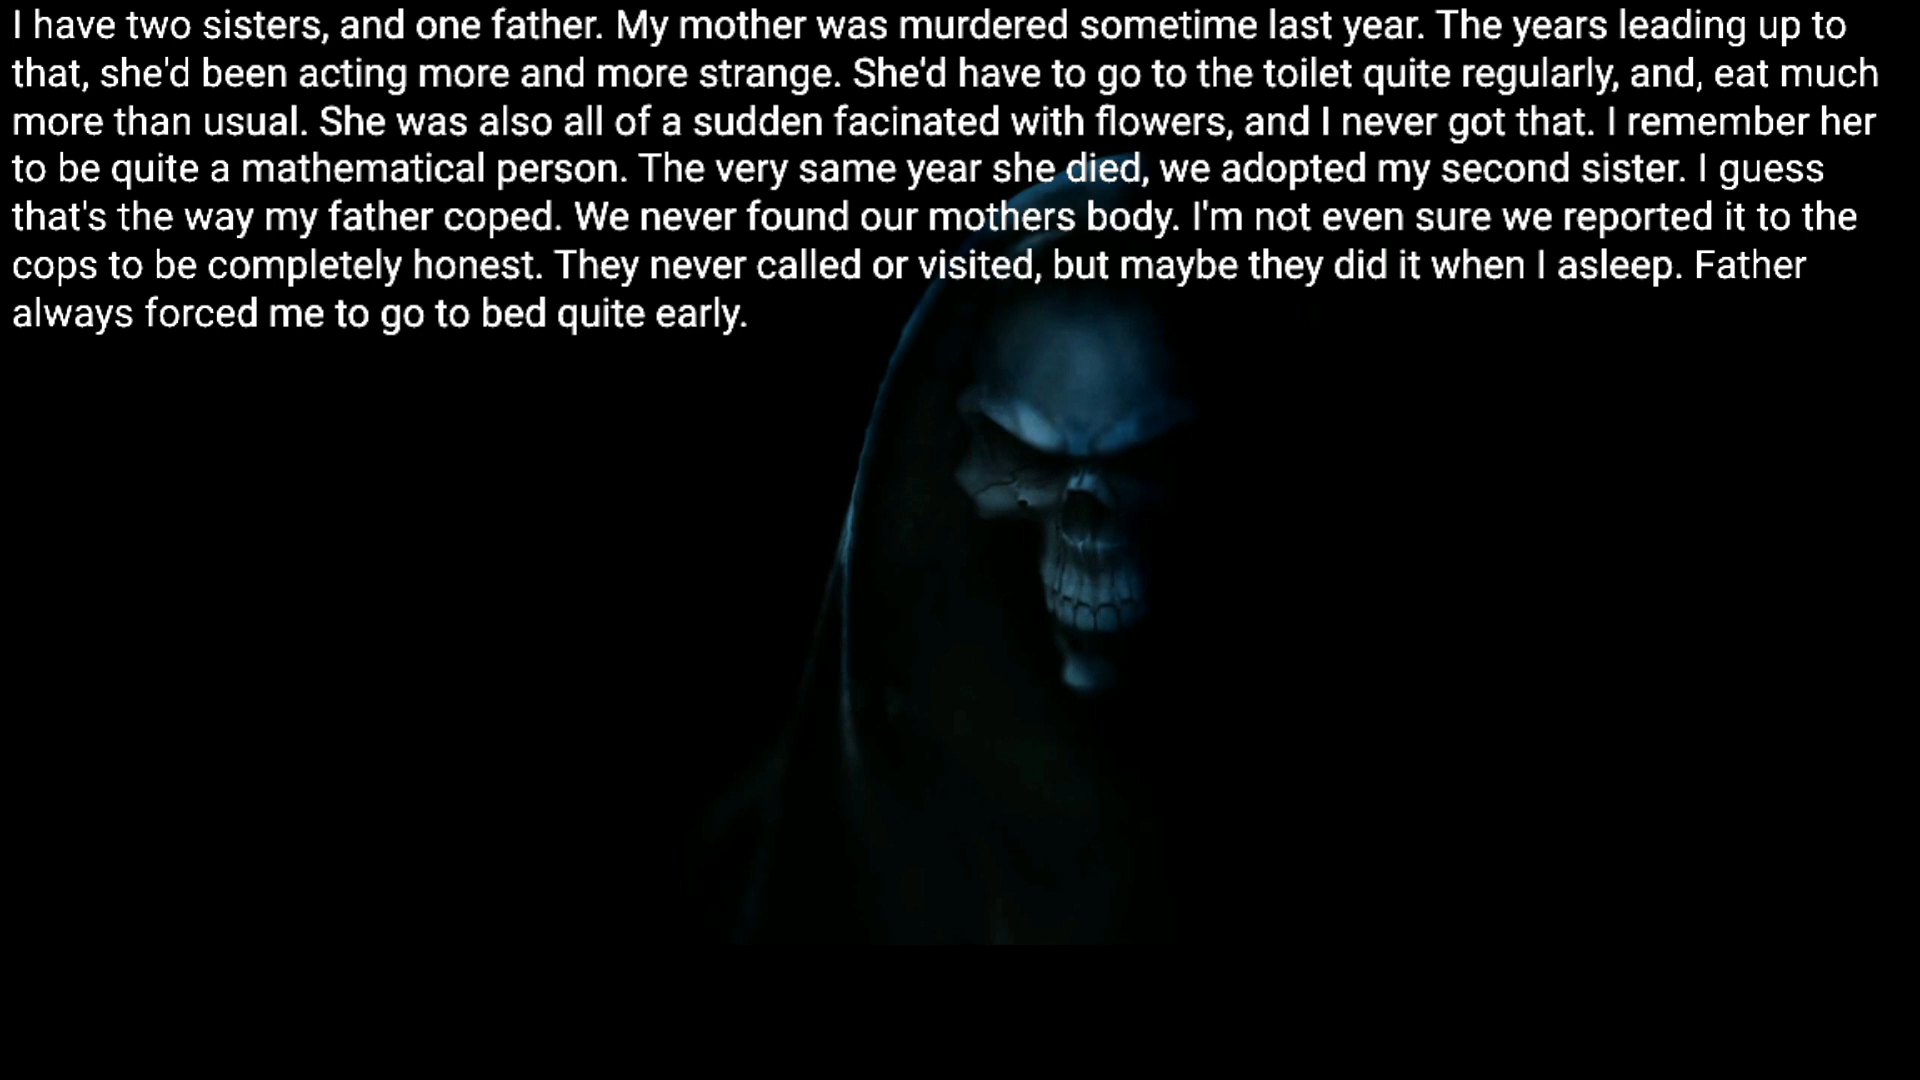 I have two sisters, and one father. My mother was murdered sometime last year. The years leading up to
that, she'd been acting more and more strange. She'd have to go to the toilet quite regularly, and, eat much
more than usual. She was also all of a sudden facinated with flowers, and I never got that. I remember her
to be quite a mathematical person. The very same year she died, we adopted my second sister. I guess
that's the way my father coped. We never found our mothers body. I'm not even sure we reported it to the
cops to be completely honest. They never called or visited, but maybe they did it when I asleep. Father
always forced me to go to bed quite early.